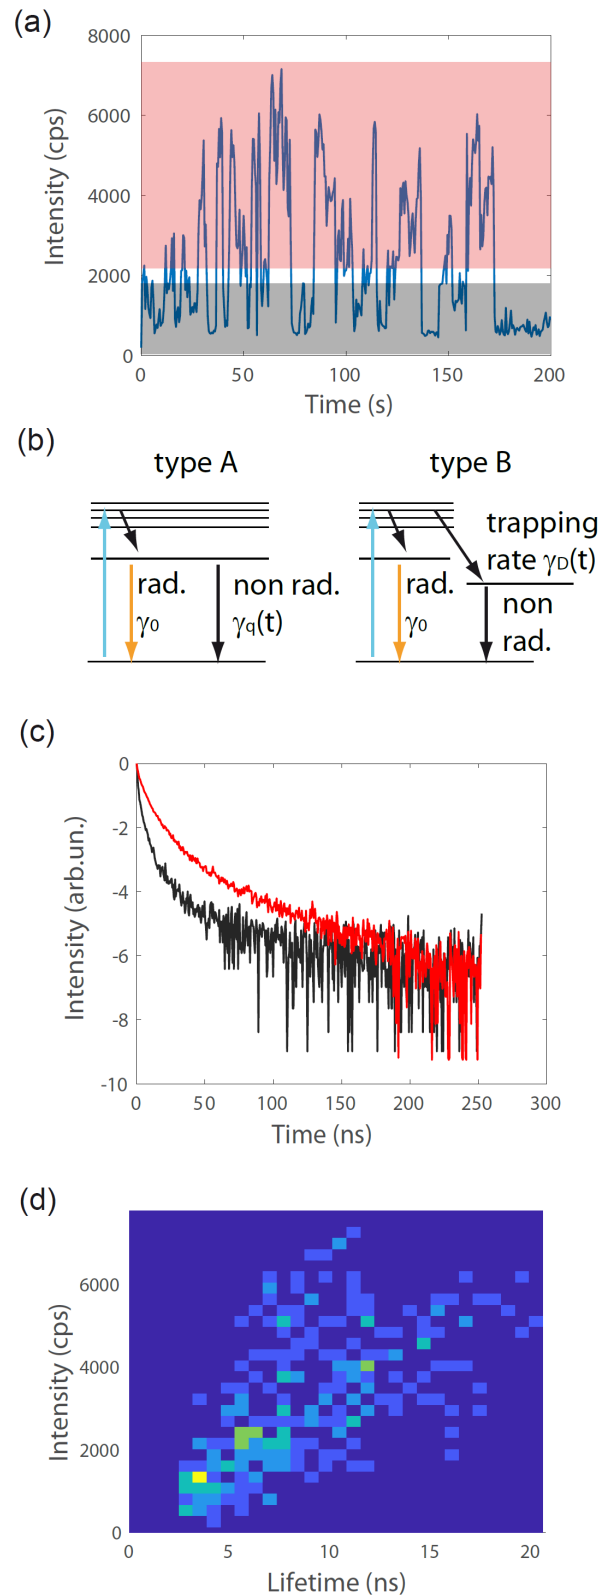 (a)
8000
6000
4000
2000
0
Intensity (cps)
0 50 100 150 200
Time (s)
(b)
type A type B
trapping
rate γD(t)
rad. non rad. rad. non
γ0 γq(t) γ0 rad.
(c)
0
-2
-4
-6
-8
-10
Intensity (arb.un.)
0 50 100 150 200 250 300
Time (ns)
(d)
6000
4000
2000
0
Intensity (cps)
0 5 10 15 20
Lifetime (ns)